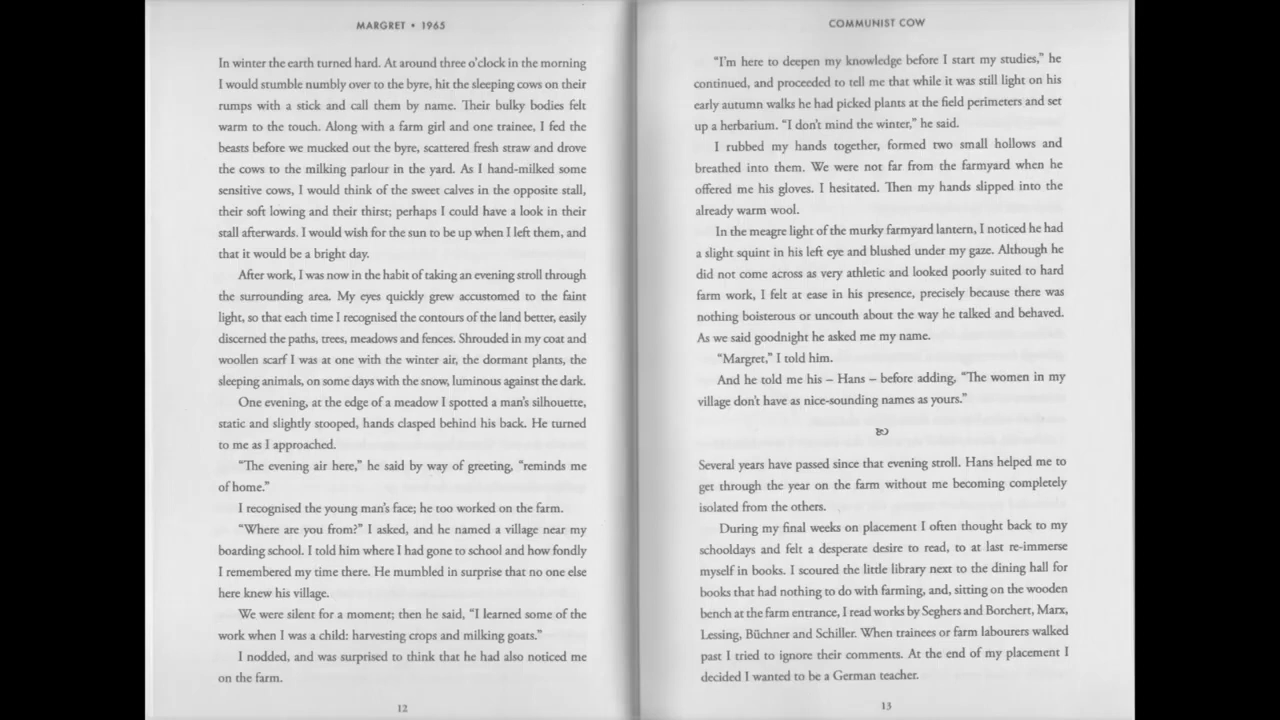 MARGRET • 1965
In winter the earth turned hard. At around three o'clock in the morning
I would stumble numbly over to the byre, hit the sleeping cows on their
rumps with a stick and call them by name. Their bulky bodies felt
warm to the touch. Along with a farm girl and one trainee, I fed the
beasts before we mucked out the byre, scattered fresh straw and drove
the cows to the milking parlour in the yard. As I hand-milked some
sensitive cows, I would think of the sweet calves in the opposite stall,
their soft lowing and their thirst; perhaps I could have a look in their
stall afterwards. I would wish for the sun to be up when I left them, and
that it would be a bright day.
After work, I was now in the habit of taking an evening stroll through
the surrounding area. My eyes quickly grew accustomed to the faint
light, so that each time I recognised the contours of the land better, easily
discerned the paths, trees, meadows and fences. Shrouded in my coat and
woollen scarf I was at one with the winter air, the dormant plants, the
sleeping animals, on some days with the snow, luminous against the dark.
One evening, at the edge of a meadow I spotted a man's silhouette,
static and slightly stooped, hands clasped behind his back. He turned
to me as I approached.
"The evening air here," he said by way of greeting, "reminds me
of home."
I recognised the young man's face; he too worked on the farm.
"Where are you from?" I asked, and he named a village near my
boarding school. I told him where I had gone to school and how fondly
I remembered my time there. He mumbled in surprise that no one else
here knew his village.
We were silent for a moment; then he said, "I learned some of the
work when I was a child: harvesting crops and milking goats."
I nodded, and was surprised to think that he had also noticed me
on the farm.
12
COMMUNIST COW
"I'm here to deepen my knowledge before I start my studies," he
continued, and proceeded to tell me that while it was still light on his
early autumn walks he had picked plants at the field perimeters and set
up a herbarium. "I don't mind the winter," he said.
I rubbed my hands together, formed two small hollows and
breathed into them. We were not far from the farmyard when he
offered me his gloves. I hesitated. Then my hands slipped into the
already warm wool.
In the meagre light of the murky farmyard lantern, I noticed he had
a slight squint in his left eye and blushed under my gaze. Although he
did not come across as very athletic and looked poorly suited to hard
farm work, I felt at ease in his presence, precisely because there was
nothing boisterous or uncouth about the way he talked and behaved.
As we said goodnight he asked me my name.
"Margret," I told him.
And he told me his – Hans – before adding, "The women in my
village don't have as nice-sounding names as yours."
Several years have passed since that evening stroll. Hans helped me to
get through the year on the farm without me becoming completely
isolated from the others.
During my final weeks on placement I often thought back to my
schooldays and felt a desperate desire to read, to at last re-immerse
myself in books. I scoured the little library next to the dining hall for
books that had nothing to do with farming, and, sitting on the wooden
bench at the farm entrance, I read works by Seghers and Borchert, Marx,
Lessing, Büchner and Schiller. When trainees or farm labourers walked
past I tried to ignore their comments. At the end of my placement I
decided I wanted to be a German teacher.
13